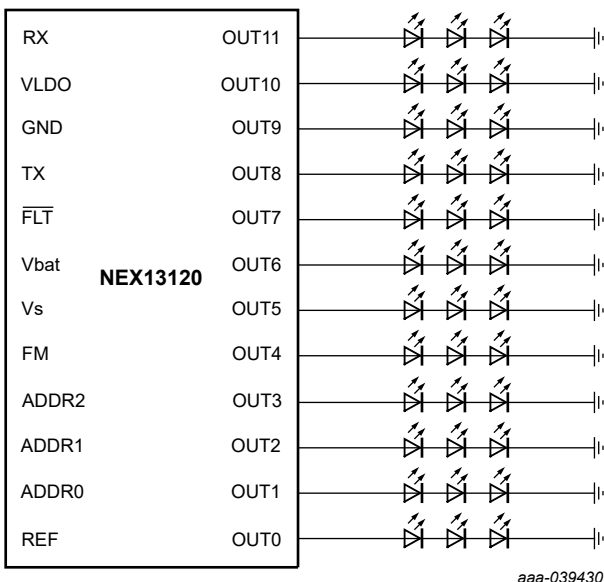 RX OUT11
VLDO OUT10
GND OUT9
TX OUT8
FLT OUT7
Vbat OUT6
NEX13120
Vs OUT5
FM OUT4
ADDR2 OUT3
ADDR1 OUT2
ADDR0 OUT1
REF OUT0
aaa-039430